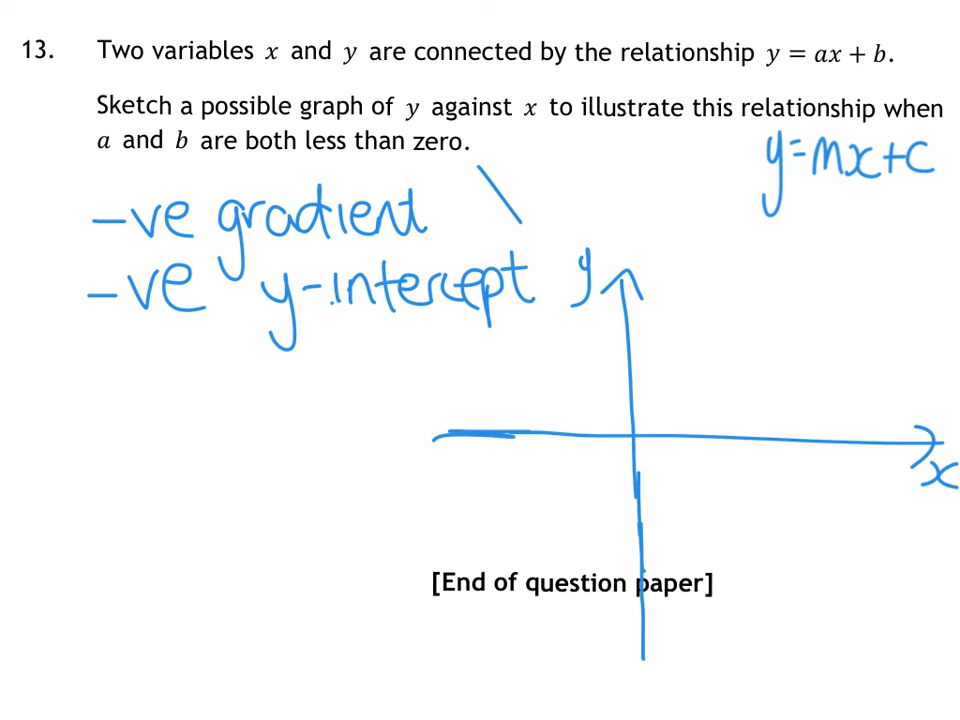 13. Two variables x and y are connected by the relationship y = ax + b.
Sketch a possible graph of y against x to illustrate this relationship when
a and b are both less than zero.
y=mx+c
-ve gradient
-ve y-intercept
y
x
[End of question paper]